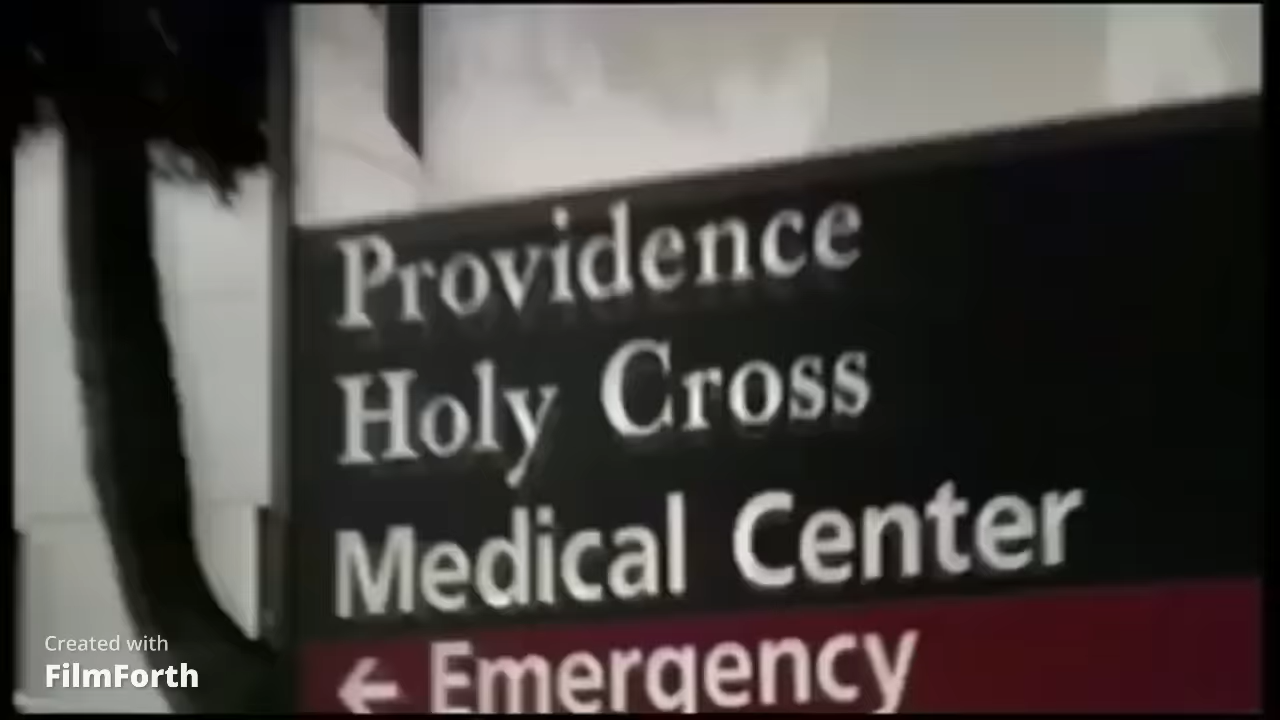 Providence
Holy Cross
Medical Center
← Emergency
Created with
FilmForth